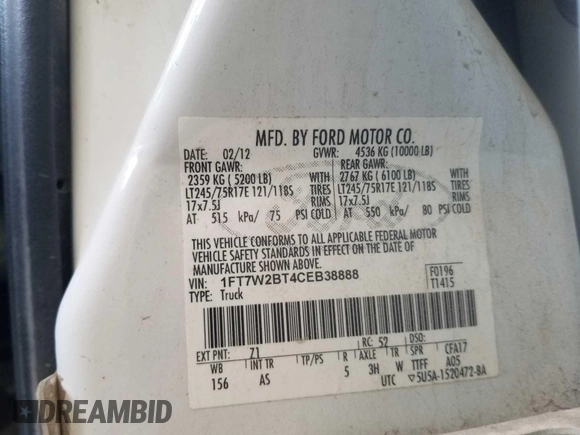 MFD. BY FORD MOTOR CO.
DATE: 02/12 GVWR: 4536 KG (10000 LB)
FRONT GAWR: REAR GAWR:
2359 KG ( 5200 LB) WITH 2767 KG ( 6100 LB) WITH
LT245/75R17E 121/118S TIRES LT245/75R17E 121/118S TIRES
17x7.5J RIMS 17x7.5J RIMS
AT 515 kPa/ 75 PSI COLD AT 550 kPa/ 80 PSI COLD
THIS VEHICLE CONFORMS TO ALL APPLICABLE FEDERAL MOTOR
VEHICLE SAFETY STANDARDS IN EFFECT ON THE DATE OF
MANUFACTURE SHOWN ABOVE.
VIN: 1FT7W2BT4CEB38888
TYPE: Truck
F0196
T1415
EXT PNT: 71 RC: 52
WB INT TR TP/PS R AXLE TR SPR CFA17
156 AS 5 3H W TTFF A05
UTC ▽5U5A-1520472-BA
DREAMBID